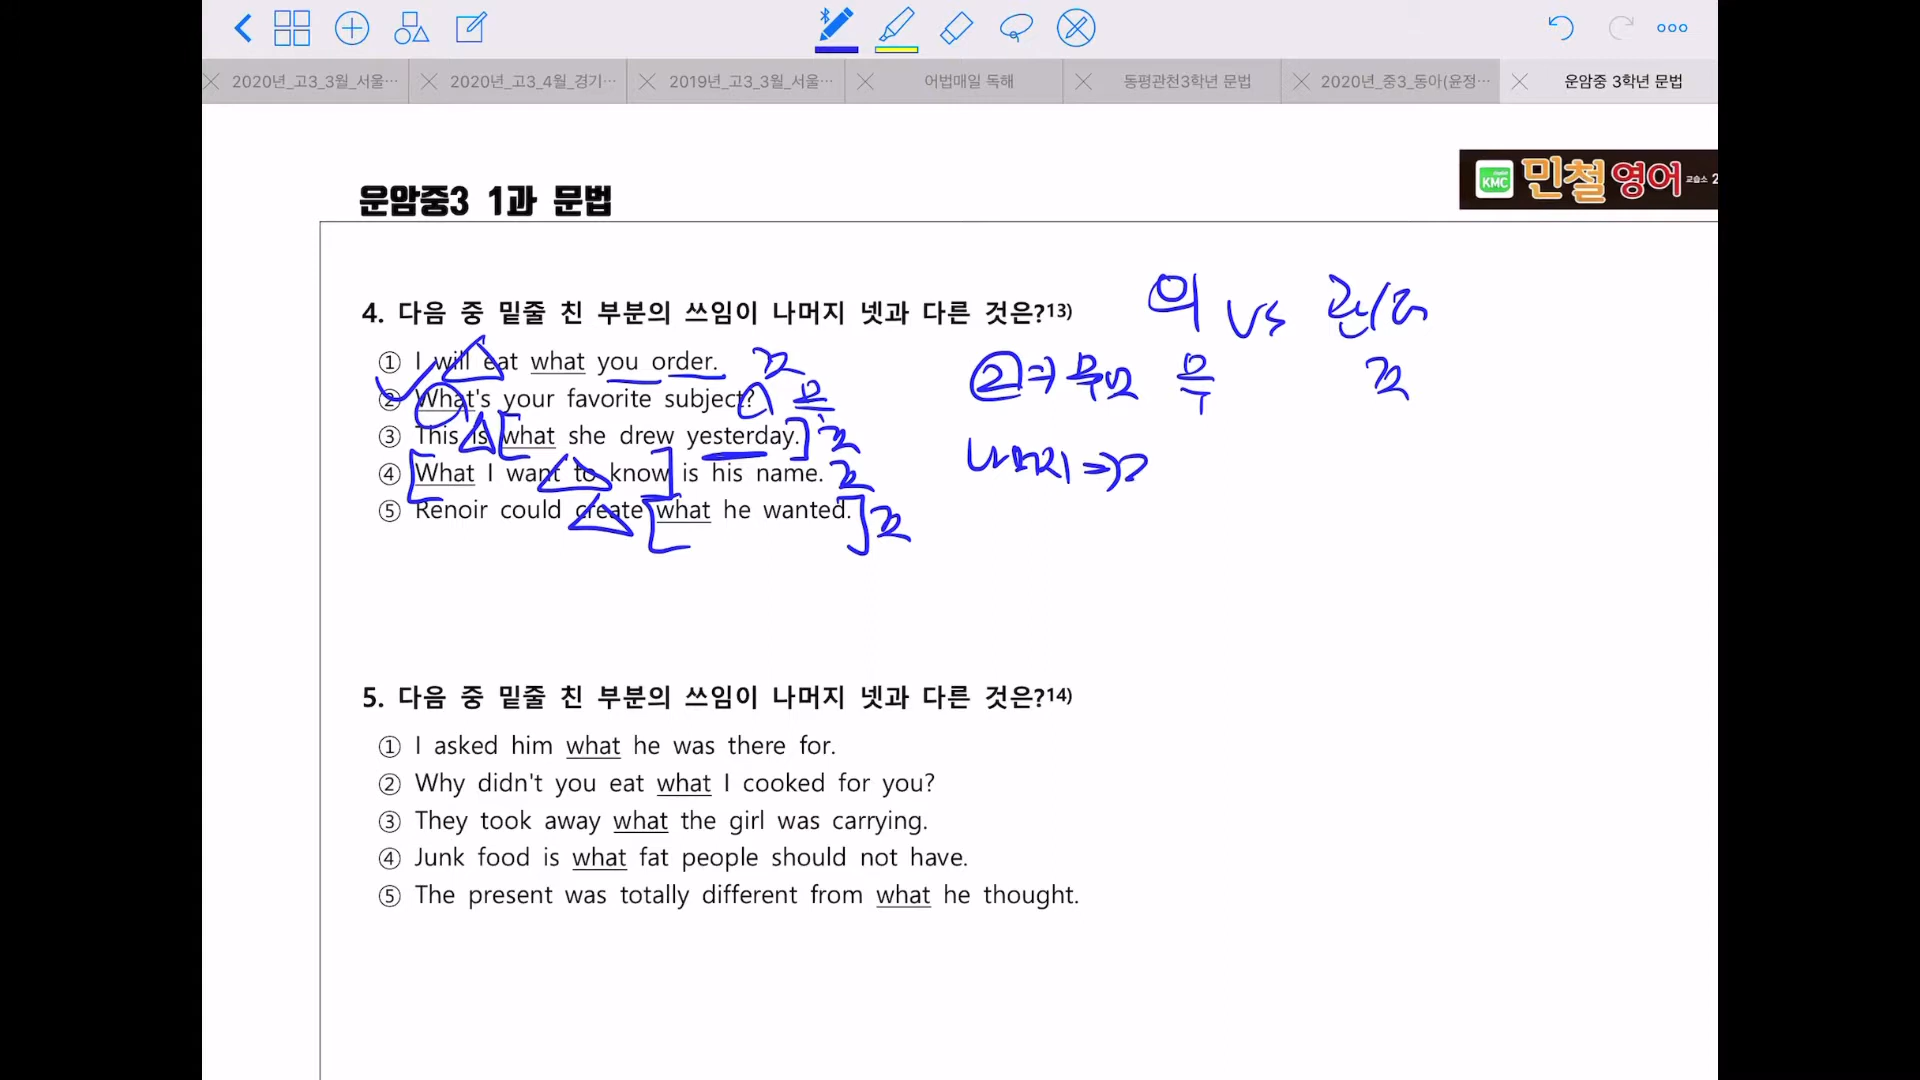 2020년_고3_3월_서울... 2020년_고3_4월_경기... 2019년_고3_3월_서울... 어법매일 독해 동평관천3학년 문법 2020년_중3_동아(윤정... 운암중 3학년 문법
KMC 민철영어 교습소 2
운암중3 1과 문법
4. 다음 중 밑줄 친 부분의 쓰임이 나머지 넷과 다른 것은?13)
의 vs 관/
① I will eat what you order.
② What's your favorite subject?
② ⇒
③ This is what she drew yesterday.
④ What I want to know is his name.
나머지 ⇒
⑤ Renoir could create what he wanted.
5. 다음 중 밑줄 친 부분의 쓰임이 나머지 넷과 다른 것은?14)
① I asked him what he was there for.
② Why didn't you eat what I cooked for you?
③ They took away what the girl was carrying.
④ Junk food is what fat people should not have.
⑤ The present was totally different from what he thought.